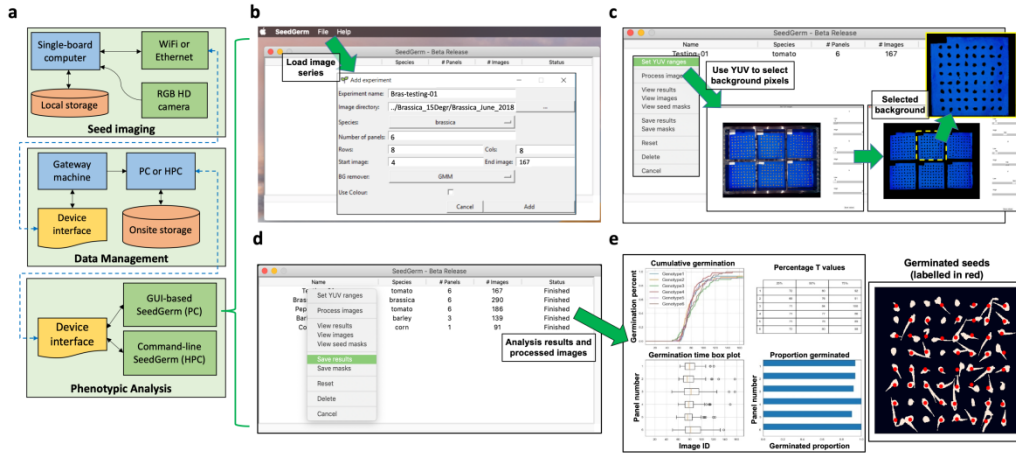 a
Single-board
computer
WiFi or
Ethernet
RGB HD
camera
Local storage
Seed imaging
Gateway
machine
PC or HPC
Device
interface
Onsite storage
Data Management
Device
interface
GUI-based
SeedGerm (PC)
Command-line
SeedGerm (HPC)
Phenotypic Analysis
b
SeedGerm File Help
SeedGerm - Beta Release
Species # Panels # Images Status
Load image
series
Add experiment
Experiment name: Bras-testing-01
Image directory: ../Brassica_15Degr/Brassica_June_2018 ...
Species: brassica
Number of panels: 6
Rows: 8 Cols: 8
Start image: 4 End image: 167
BG remover: GMM
Use Colour:
Cancel Add
c
SeedGerm - Beta Release
Name Species # Panels # Images
Testing-01 tomato 6 167
Set YUV ranges
Process images
View results
View images
View seed masks
Save results
Save masks
Reset
Delete
Cancel
Use YUV to select
background pixels
Selected
background
d
SeedGerm - Beta Release
Name Species # Panels # Images Status
tomato 6 167 Finished
brassica 6 290 Finished
tomato 6 186 Finished
barley 3 139 Finished
corn 1 91 Finished
Set YUV ranges
Process images
View results
View images
View seed masks
Save results
Save masks
Reset
Delete
Cancel
Analysis results and
processed images
e
Cumulative germination
Germination percent
Genotype1
Genotype2
Genotype3
Genotype4
Genotype5
Genotype6
Percentage T values
Germination time box plot
Panel number
Image ID
Proportion germinated
Panel number
Germinated proportion
Germinated seeds
(labelled in red)